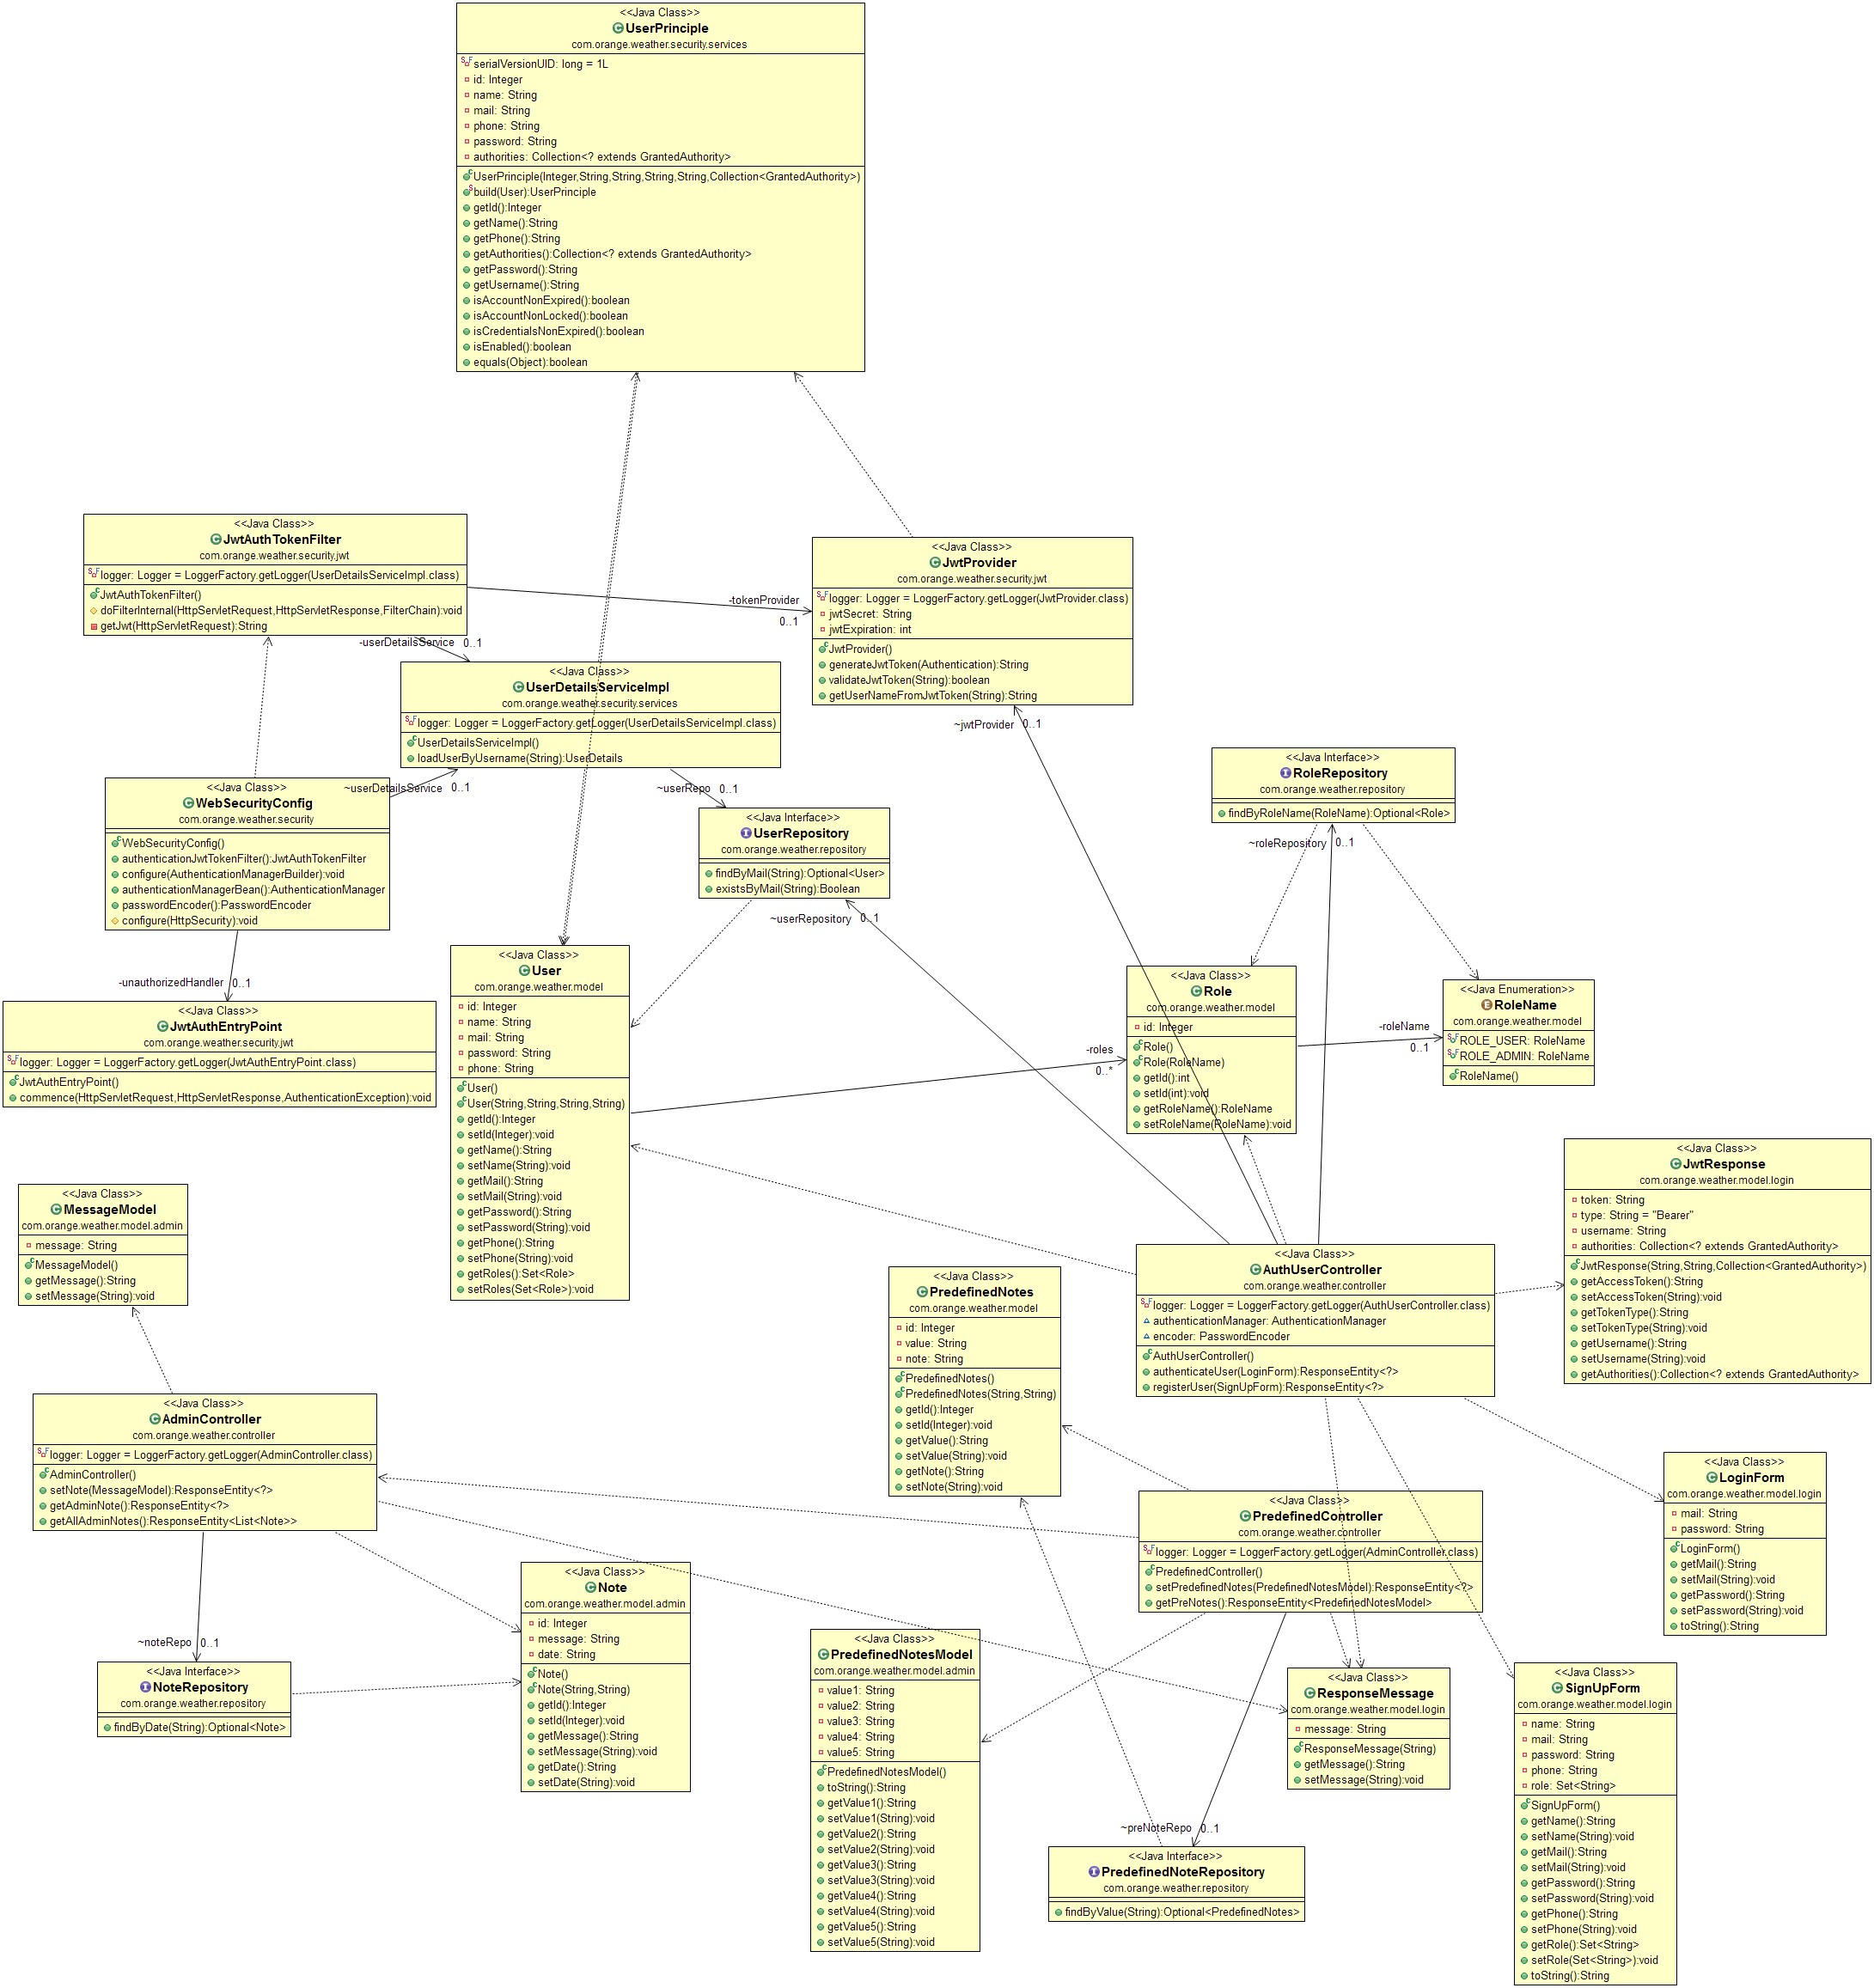 <<Java Class>>
UserPrinciple
com.orange.weather.security.services
serialVersionUID: long = 1L
id: Integer
name: String
mail: String
phone: String
password: String
authorities: Collection<? extends GrantedAuthority>
UserPrinciple(Integer,String,String,String,String,Collection<GrantedAuthority>)
build(User):UserPrinciple
getId():Integer
getName():String
getPhone():String
getAuthorities():Collection<? extends GrantedAuthority>
getPassword():String
getUsername():String
isAccountNonExpired():boolean
isAccountNonLocked():boolean
isCredentialsNonExpired():boolean
isEnabled():boolean
equals(Object):boolean
<<Java Class>>
JwtAuthTokenFilter
com.orange.weather.security.jwt
logger: Logger = LoggerFactory.getLogger(UserDetailsServiceImpl.class)
JwtAuthTokenFilter()
doFilterInternal(HttpServletRequest,HttpServletResponse,FilterChain):void
getJwt(HttpServletRequest):String
-tokenProvider
0..1
<<Java Class>>
JwtProvider
com.orange.weather.security.jwt
logger: Logger = LoggerFactory.getLogger(JwtProvider.class)
jwtSecret: String
jwtExpiration: int
JwtProvider()
generateJwtToken(Authentication):String
validateJwtToken(String):boolean
getUserNameFromJwtToken(String):String
-userDetailsService 0..1
<<Java Class>>
UserDetailsServiceImpl
com.orange.weather.security.services
logger: Logger = LoggerFactory.getLogger(UserDetailsServiceImpl.class)
UserDetailsServiceImpl()
loadUserByUsername(String):UserDetails
~jwtProvider 0..1
<<Java Class>>
WebSecurityConfig
com.orange.weather.security
WebSecurityConfig()
authenticationJwtTokenFilter():JwtAuthTokenFilter
configure(AuthenticationManagerBuilder):void
authenticationManagerBean():AuthenticationManager
passwordEncoder():PasswordEncoder
configure(HttpSecurity):void
~userDetailsService 0..1
~userRepo 0..1
<<Java Interface>>
UserRepository
com.orange.weather.repository
findByMail(String):Optional<User>
existsByMail(String):Boolean
~userRepository 0..1
<<Java Interface>>
RoleRepository
com.orange.weather.repository
findByRoleName(RoleName):Optional<Role>
~roleRepository 0..1
-unauthorizedHandler 0..1
<<Java Class>>
JwtAuthEntryPoint
com.orange.weather.security.jwt
logger: Logger = LoggerFactory.getLogger(JwtAuthEntryPoint.class)
JwtAuthEntryPoint()
commence(HttpServletRequest,HttpServletResponse,AuthenticationException):void
<<Java Class>>
User
com.orange.weather.model
id: Integer
name: String
mail: String
password: String
phone: String
User()
User(String,String,String,String)
getId():Integer
setId(Integer):void
getName():String
setName(String):void
getMail():String
setMail(String):void
getPassword():String
setPassword(String):void
getPhone():String
setPhone(String):void
getRoles():Set<Role>
setRoles(Set<Role>):void
-roles
0..*
<<Java Class>>
Role
com.orange.weather.model
id: Integer
Role()
Role(RoleName)
getId():int
setId(int):void
getRoleName():RoleName
setRoleName(RoleName):void
-roleName
0..1
<<Java Enumeration>>
RoleName
com.orange.weather.model
ROLE_USER: RoleName
ROLE_ADMIN: RoleName
RoleName()
<<Java Class>>
JwtResponse
com.orange.weather.model.login
token: String
type: String = "Bearer"
username: String
authorities: Collection<? extends GrantedAuthority>
JwtResponse(String,String,Collection<GrantedAuthority>)
getAccessToken():String
setAccessToken(String):void
getTokenType():String
setTokenType(String):void
getUsername():String
setUsername(String):void
getAuthorities():Collection<? extends GrantedAuthority>
<<Java Class>>
MessageModel
com.orange.weather.model.admin
message: String
MessageModel()
getMessage():String
setMessage(String):void
<<Java Class>>
AuthUserController
com.orange.weather.controller
logger: Logger = LoggerFactory.getLogger(AuthUserController.class)
authenticationManager: AuthenticationManager
encoder: PasswordEncoder
AuthUserController()
authenticateUser(LoginForm):ResponseEntity<?>
registerUser(SignUpForm):ResponseEntity<?>
<<Java Class>>
PredefinedNotes
com.orange.weather.model
id: Integer
value: String
note: String
PredefinedNotes()
PredefinedNotes(String,String)
getId():Integer
setId(Integer):void
getValue():String
setValue(String):void
getNote():String
setNote(String):void
<<Java Class>>
AdminController
com.orange.weather.controller
logger: Logger = LoggerFactory.getLogger(AdminController.class)
AdminController()
setNote(MessageModel):ResponseEntity<?>
getAdminNote():ResponseEntity<?>
getAllAdminNotes():ResponseEntity<List<Note>>
<<Java Class>>
LoginForm
com.orange.weather.model.login
mail: String
password: String
LoginForm()
getMail():String
setMail(String):void
getPassword():String
setPassword(String):void
toString():String
<<Java Class>>
PredefinedController
com.orange.weather.controller
logger: Logger = LoggerFactory.getLogger(AdminController.class)
PredefinedController()
setPredefinedNotes(PredefinedNotesModel):ResponseEntity<?>
getPreNotes():ResponseEntity<PredefinedNotesModel>
<<Java Class>>
Note
com.orange.weather.model.admin
id: Integer
message: String
date: String
Note()
Note(String,String)
getId():Integer
setId(Integer):void
getMessage():String
setMessage(String):void
getDate():String
setDate(String):void
~noteRepo 0..1
<<Java Interface>>
NoteRepository
com.orange.weather.repository
findByDate(String):Optional<Note>
<<Java Class>>
PredefinedNotesModel
com.orange.weather.model.admin
value1: String
value2: String
value3: String
value4: String
value5: String
PredefinedNotesModel()
toString():String
getValue1():String
setValue1(String):void
getValue2():String
setValue2(String):void
getValue3():String
setValue3(String):void
getValue4():String
setValue4(String):void
getValue5():String
setValue5(String):void
<<Java Class>>
ResponseMessage
com.orange.weather.model.login
message: String
ResponseMessage(String)
getMessage():String
setMessage(String):void
<<Java Class>>
SignUpForm
com.orange.weather.model.login
name: String
mail: String
password: String
phone: String
role: Set<String>
SignUpForm()
getName():String
setName(String):void
getMail():String
setMail(String):void
getPassword():String
setPassword(String):void
getPhone():String
setPhone(String):void
getRole():Set<String>
setRole(Set<String>):void
toString():String
~preNoteRepo 0..1
<<Java Interface>>
PredefinedNoteRepository
com.orange.weather.repository
findByValue(String):Optional<PredefinedNotes>